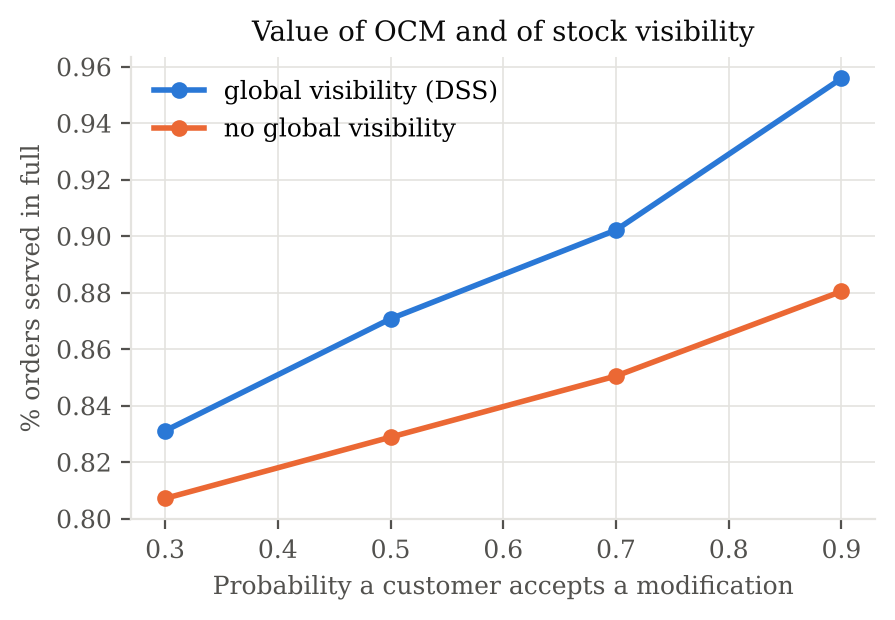 Value of OCM and of stock visibility
global visibility (DSS)
no global visibility
% orders served in full
0.96
0.94
0.92
0.90
0.88
0.86
0.84
0.82
0.80
0.3 0.4 0.5 0.6 0.7 0.8 0.9
Probability a customer accepts a modification